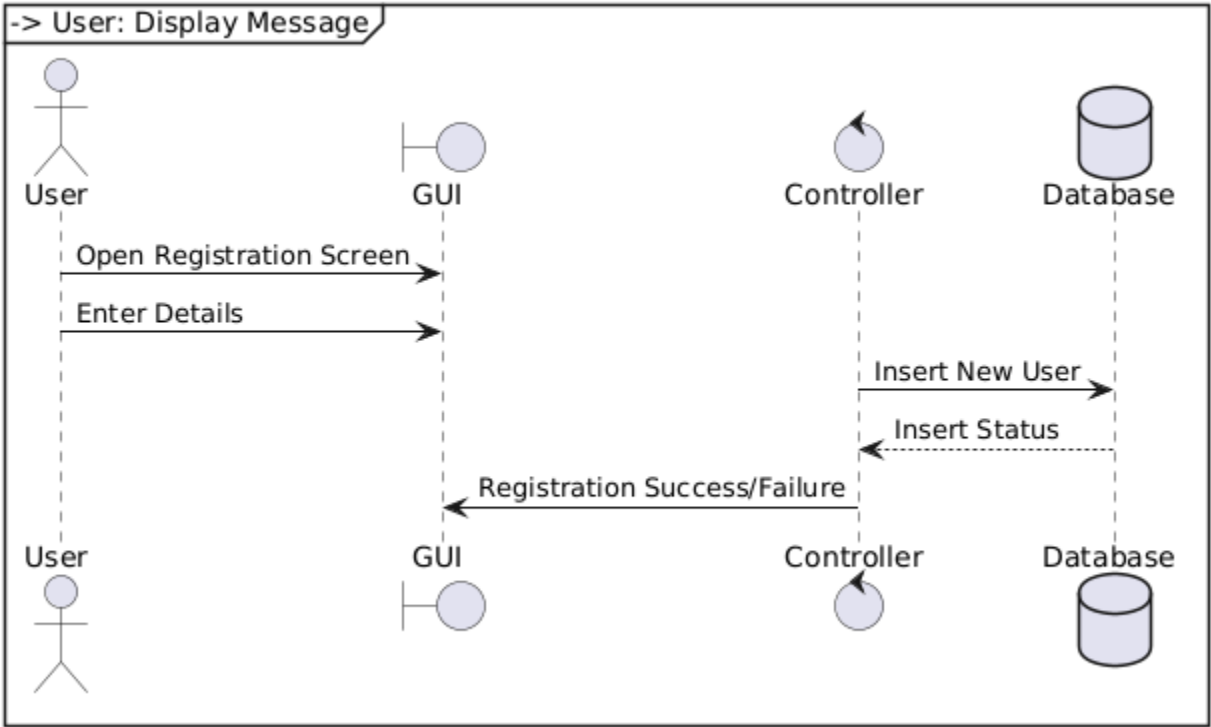 -> User: Display Message
User GUI Controller Database
Open Registration Screen
Enter Details
Insert New User
Insert Status
Registration Success/Failure
User GUI Controller Database